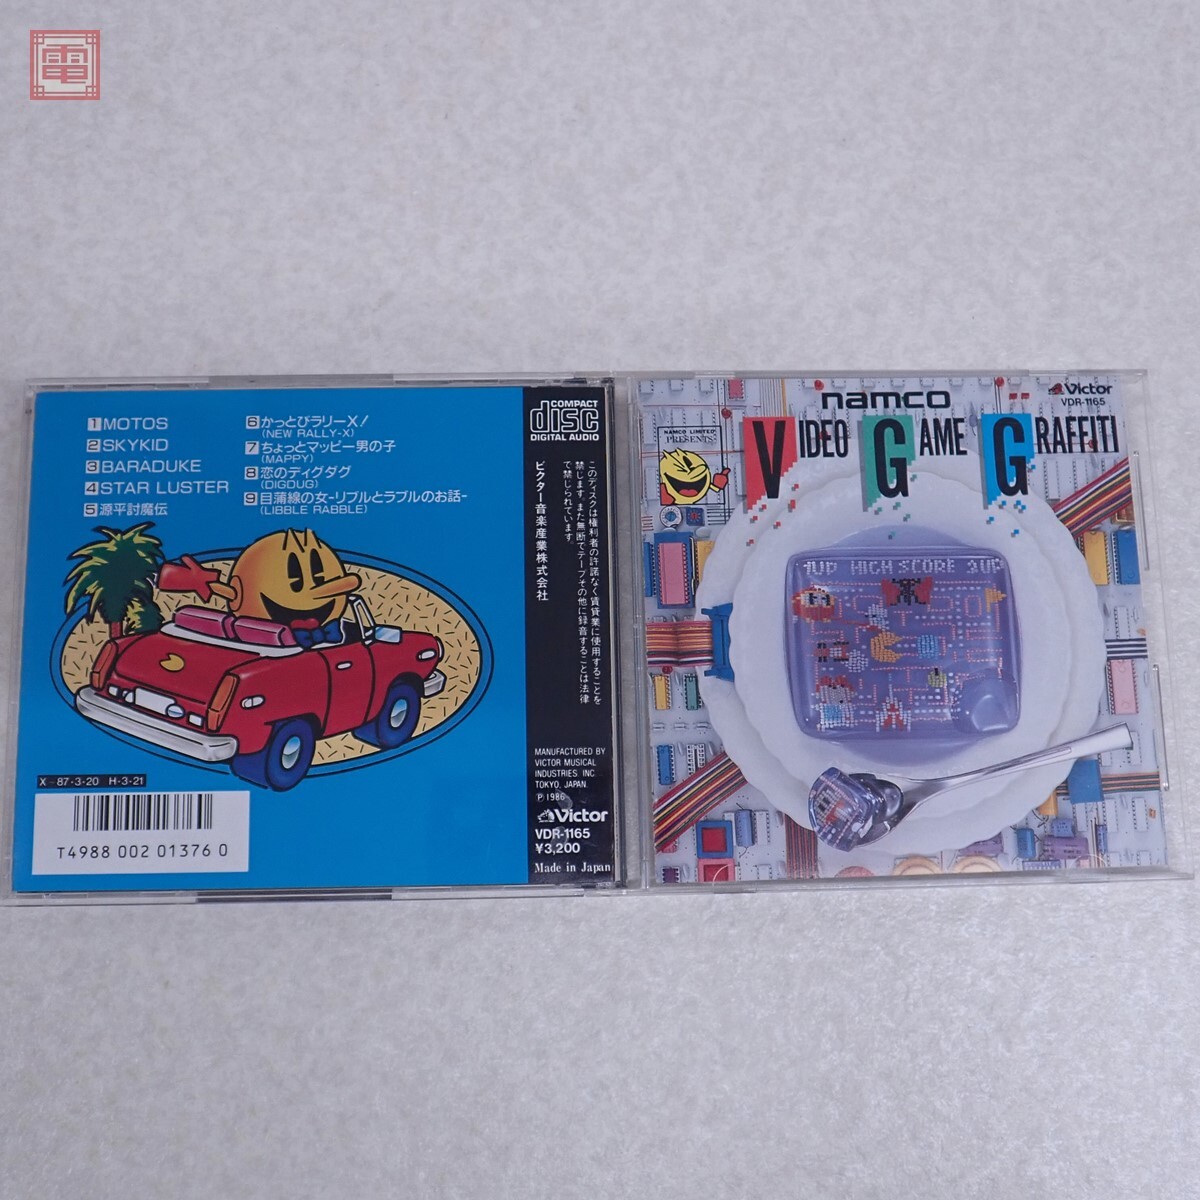 電
1 MOTOS
2 SKYKID
3 BARADUKE
4 STAR LUSTER
5 源平討魔伝
6 かっとびラリーX!
(NEW RALLY-X)
7 ちょっとマッピー男の子
(MAPPY)
8 恋のディグダグ
(DIGDUG)
9 目蒲線の女-リブルとラブルのお話-
(LIBBLE RABBLE)
X-87・3・20 H・3・21
T4988 002 01376 0
COMPACT
disc
DIGITAL AUDIO
このディスクは権利者の許諾なく賃貸業に使用することを
禁じます。また無断でテープその他に録音することは法律
で禁じられています。
ビクター音楽産業株式会社
MANUFACTURED BY
VICTOR MUSICAL
INDUSTRIES INC.
TOKYO, JAPAN
Ⓟ1986
Victor
VDR-1165
¥3,200
Made in Japan
namco
Victor
VDR-1165
NAMCO LIMITED
PRESENTS
VIDEO GAME GRAFFITI
1UP HIGH SCORE 2UP